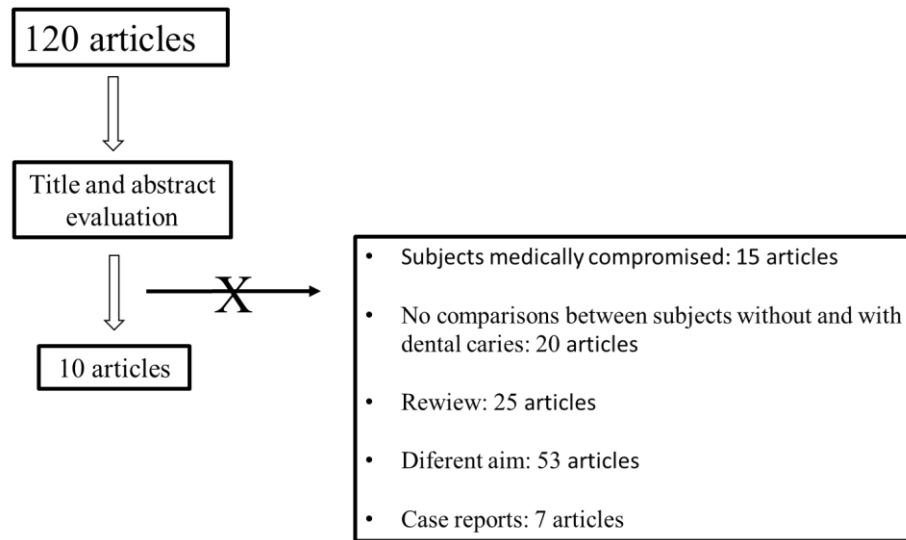 120 articles
Title and abstract
evaluation
X
10 articles
• Subjects medically compromised: 15 articles
• No comparisons between subjects without and with
dental caries: 20 articles
• Rewiew: 25 articles
• Diferent aim: 53 articles
• Case reports: 7 articles